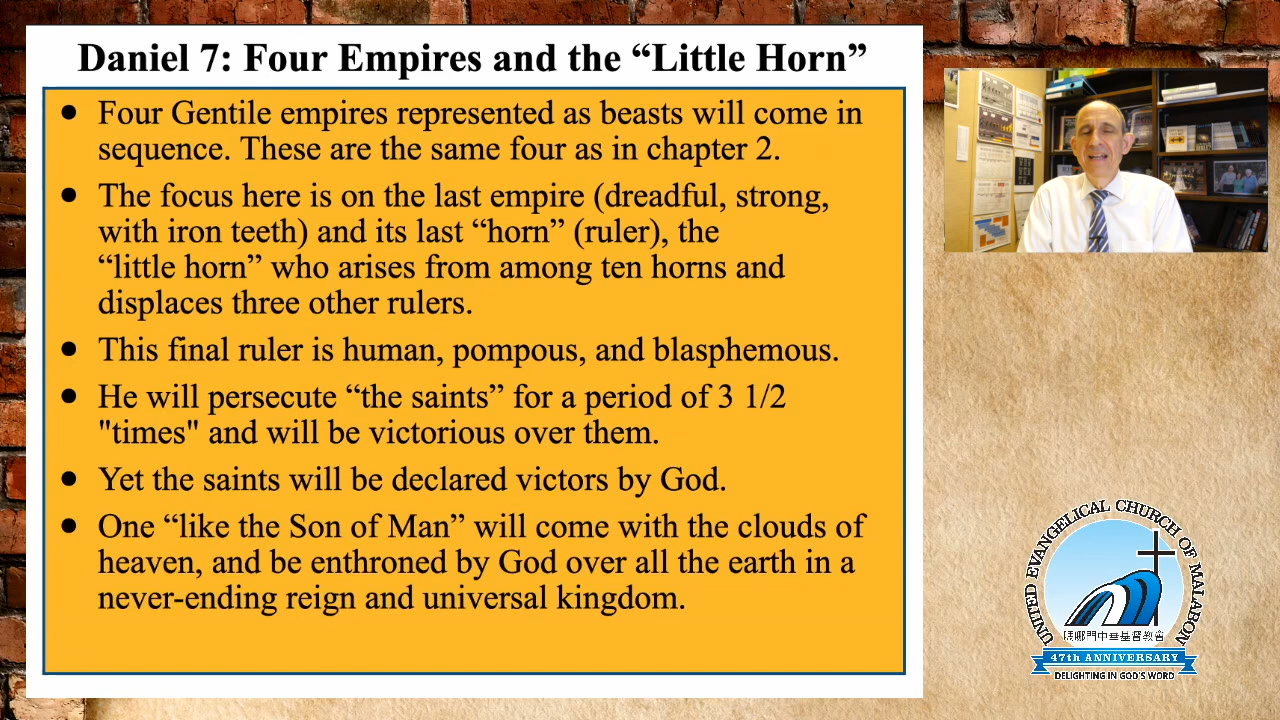 Daniel 7: Four Empires and the “Little Horn”
● Four Gentile empires represented as beasts will come in
sequence. These are the same four as in chapter 2.
● The focus here is on the last empire (dreadful, strong,
with iron teeth) and its last “horn” (ruler), the
“little horn” who arises from among ten horns and
displaces three other rulers.
● This final ruler is human, pompous, and blasphemous.
● He will persecute “the saints” for a period of 3 1/2
"times" and will be victorious over them.
● Yet the saints will be declared victors by God.
● One “like the Son of Man” will come with the clouds of
heaven, and be enthroned by God over all the earth in a
never-ending reign and universal kingdom.
UNITED EVANGELICAL CHURCH OF MALABON
中華基督教會
47th ANNIVERSARY
DELIGHTING IN GOD'S WORD